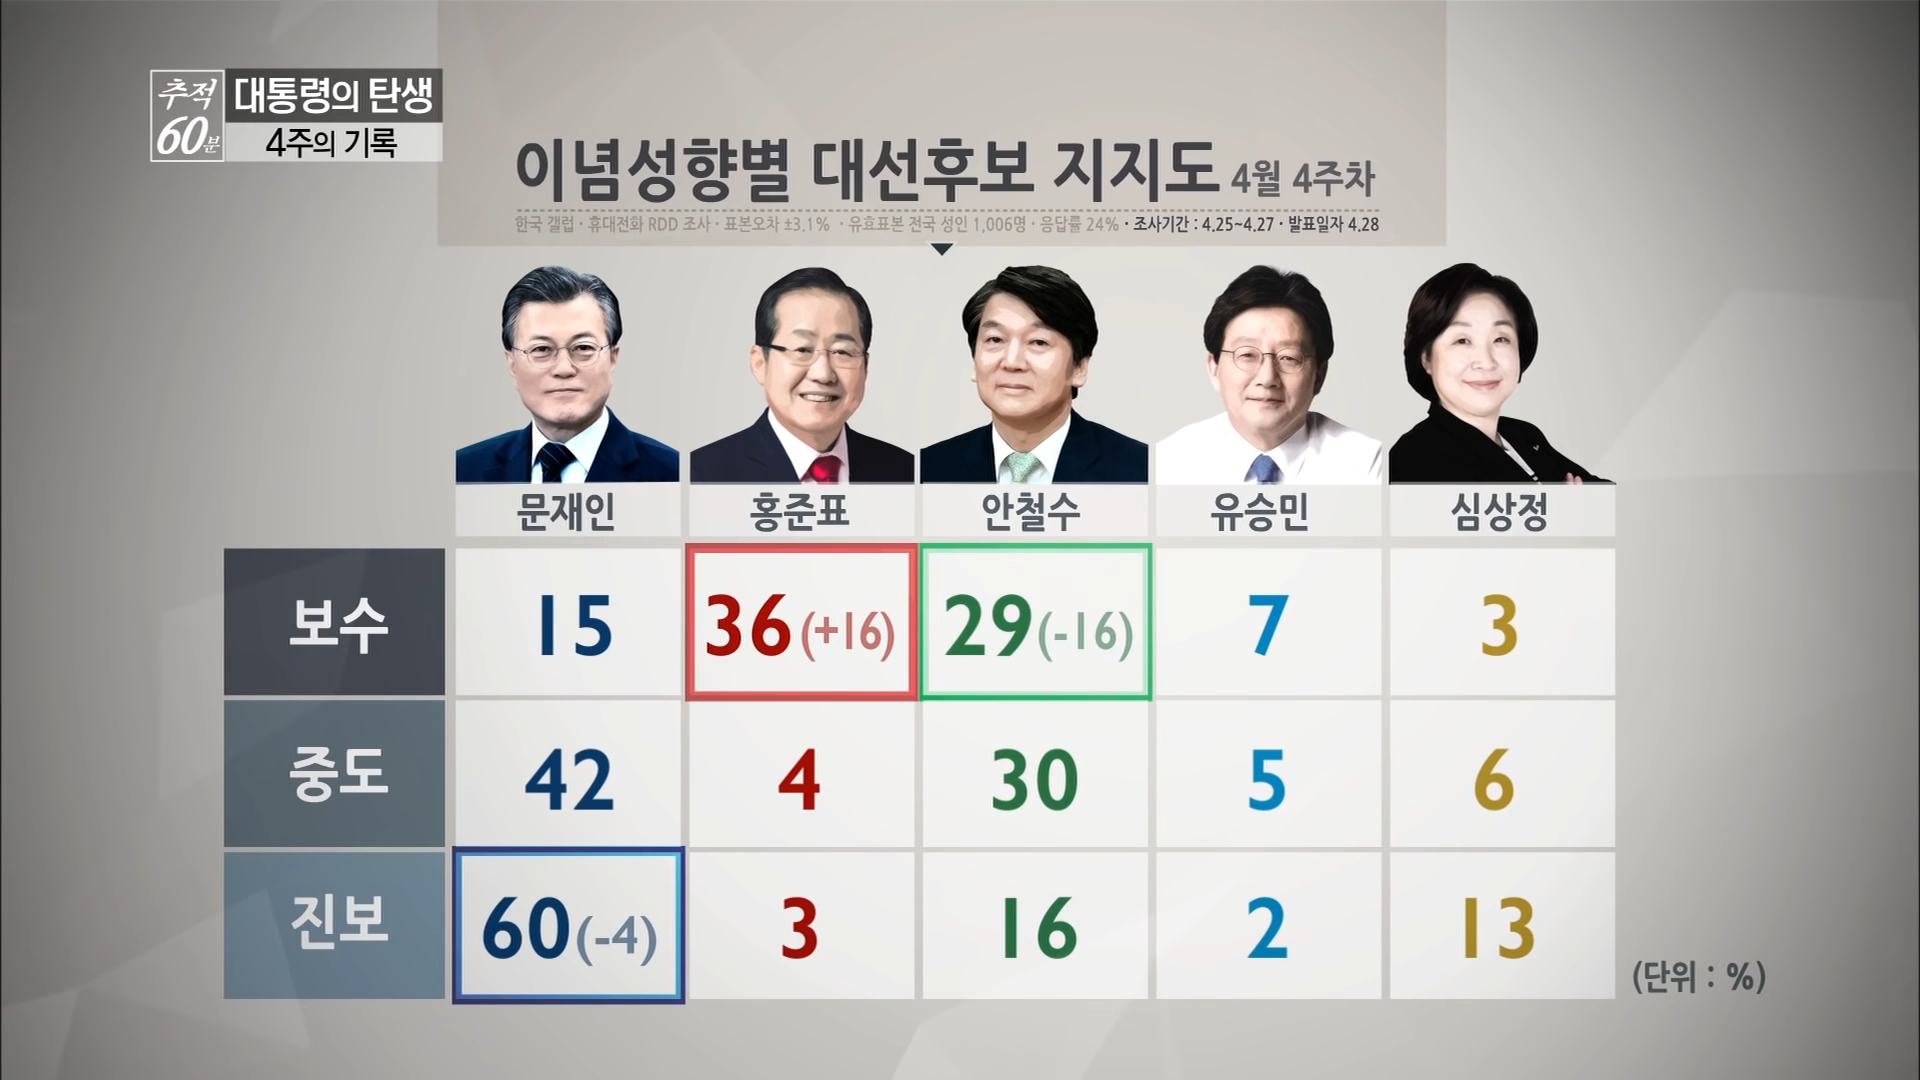 추적
60분
대통령의 탄생
4주의 기록
이념성향별 대선후보 지지도 4월 4주차
한국 갤럽 · 휴대전화 RDD 조사 · 표본오차 ±3.1% · 유효표본 전국 성인 1,006명 · 응답률 24% · 조사기간 : 4.25~4.27 · 발표일자 4.28
문재인 홍준표 안철수 유승민 심상정
보수 15 36(+16) 29(-16) 7 3
중도 42 4 30 5 6
진보 60(-4) 3 16 2 13
(단위 : %)